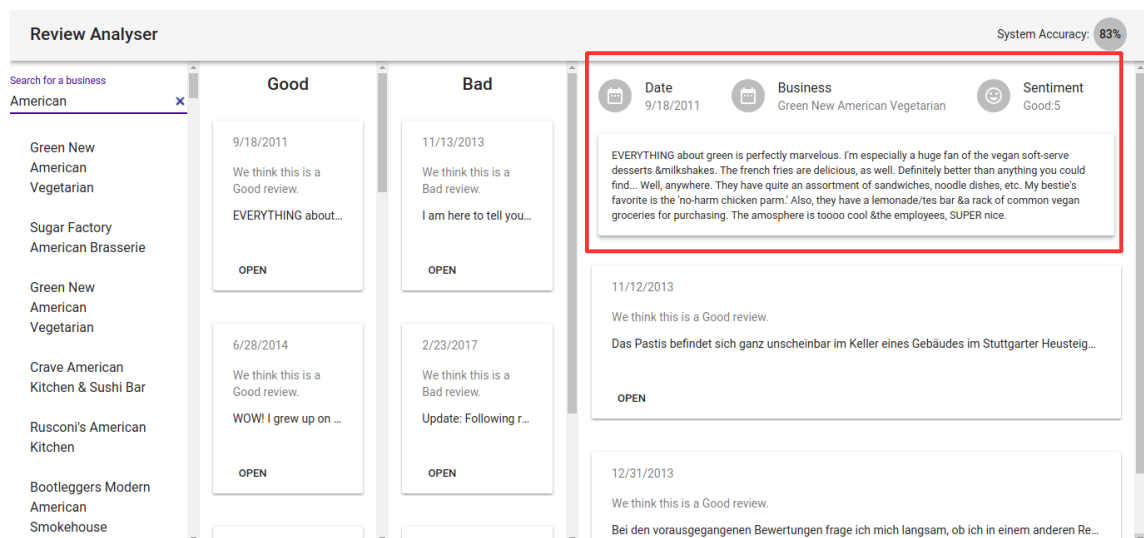 Review Analyser
System Accuracy: 83%
Search for a business
American
Green New
American
Vegetarian
Sugar Factory
American Brasserie
Green New
American
Vegetarian
Crave American
Kitchen & Sushi Bar
Rusconi's American
Kitchen
Bootleggers Modern
American
Smokehouse
Good
9/18/2011
We think this is a
Good review.
EVERYTHING about...
OPEN
6/28/2014
We think this is a
Good review.
WOW! I grew up on ...
OPEN
Bad
11/13/2013
We think this is a
Bad review.
I am here to tell you...
OPEN
2/23/2017
We think this is a
Bad review.
Update: Following r...
OPEN
Date
9/18/2011
Business
Green New American Vegetarian
Sentiment
Good:5
EVERYTHING about green is perfectly marvelous. I'm especially a huge fan of the vegan soft-serve
desserts &milkshakes. The french fries are delicious, as well. Definitely better than anything you could
find... Well, anywhere. They have quite an assortment of sandwiches, noodle dishes, etc. My bestie's
favorite is the 'no-harm chicken parm.' Also, they have a lemonade/tes bar &a rack of common vegan
groceries for purchasing. The amosphere is toooo cool &the employees, SUPER nice.
11/12/2013
We think this is a Good review.
Das Pastis befindet sich ganz unscheinbar im Keller eines Gebäudes im Stuttgarter Heusteig...
OPEN
12/31/2013
We think this is a Good review.
Bei den vorausgegangenen Bewertungen frage ich mich langsam, ob ich in einem anderen Re...